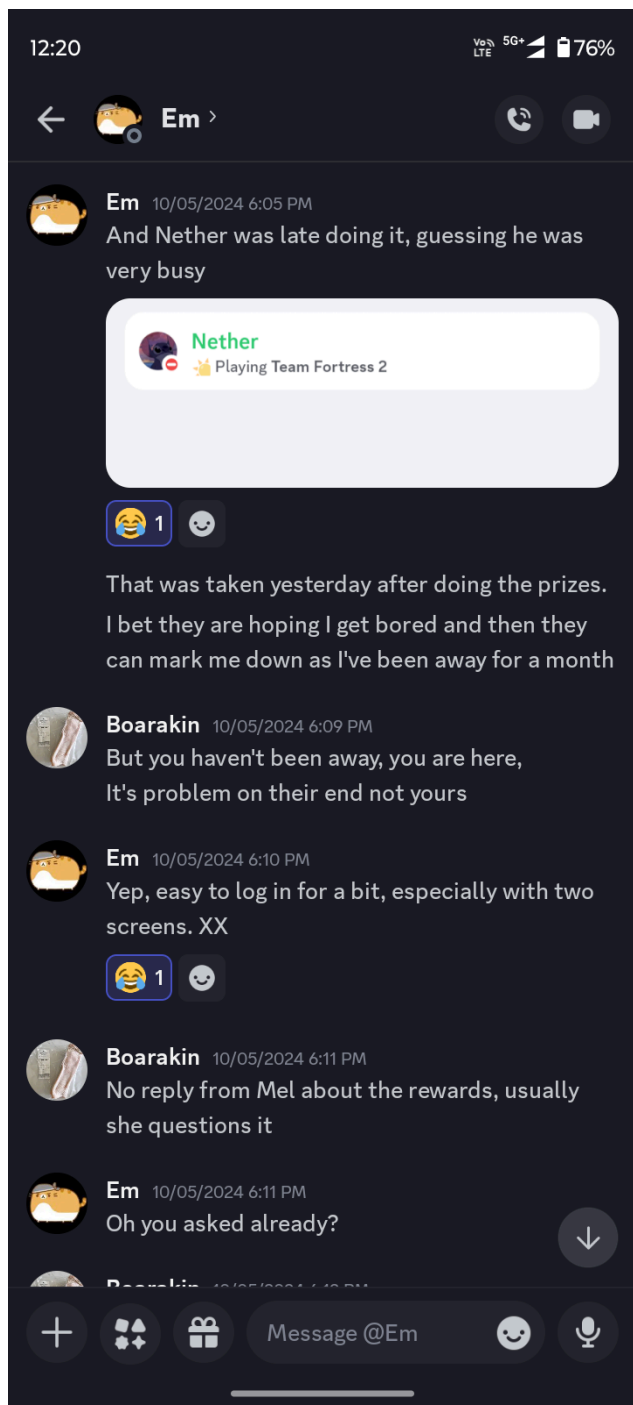 12:20
Vo LTE 5G+ 76%
Em
Em 10/05/2024 6:05 PM
And Nether was late doing it, guessing he was
very busy
Nether
Playing Team Fortress 2
1
That was taken yesterday after doing the prizes.
I bet they are hoping I get bored and then they
can mark me down as I've been away for a month
Boarakin 10/05/2024 6:09 PM
But you haven't been away, you are here,
It's problem on their end not yours
Em 10/05/2024 6:10 PM
Yep, easy to log in for a bit, especially with two
screens. XX
1
Boarakin 10/05/2024 6:11 PM
No reply from Mel about the rewards, usually
she questions it
Em 10/05/2024 6:11 PM
Oh you asked already?
Boarakin
Message @Em